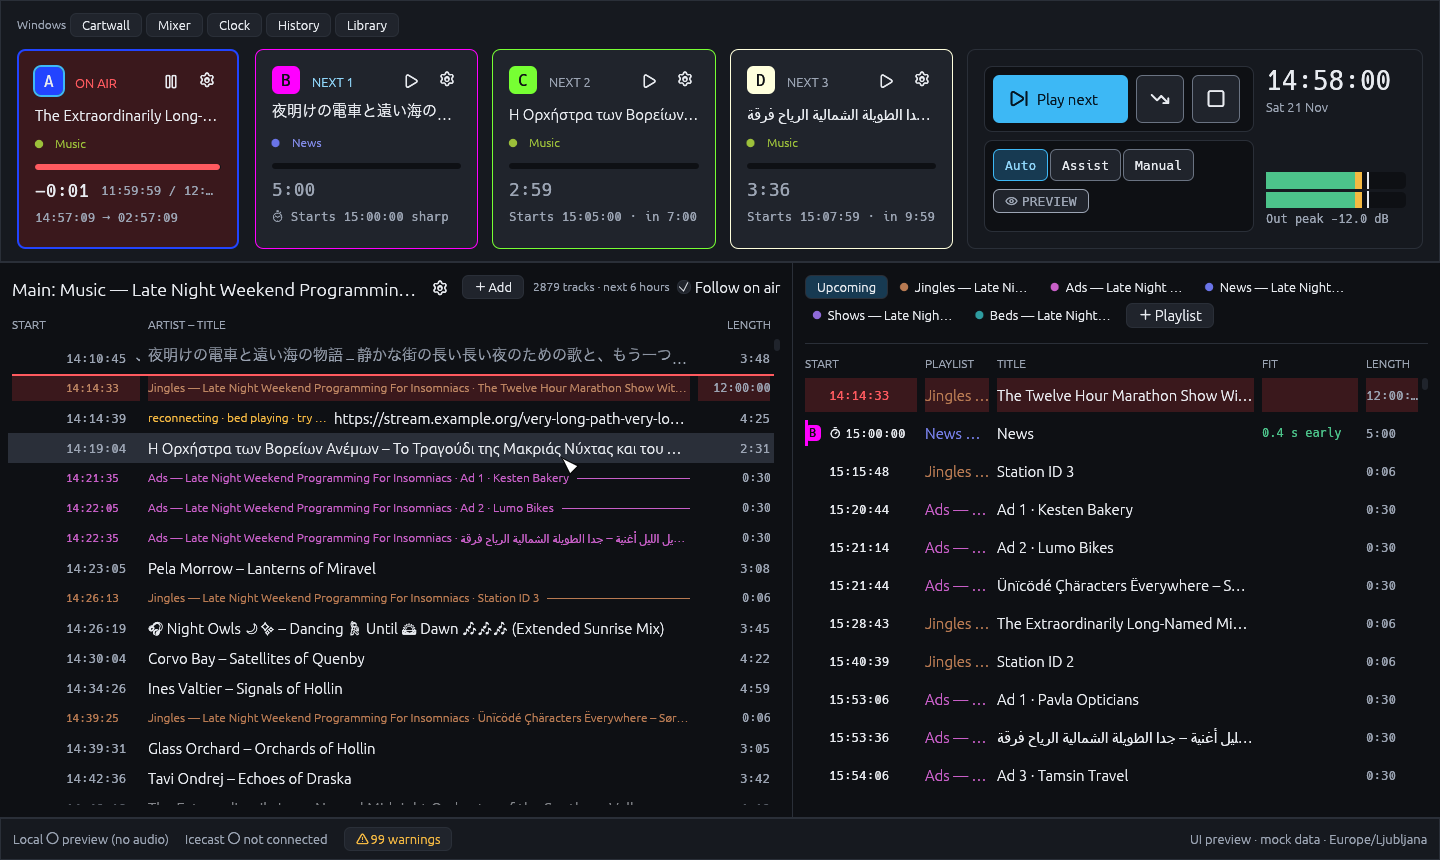 Windows Cartwall Mixer Clock History Library
A ON AIR
The Extraordinarily Long-…
Music
−0:01 11:59:59 / 12:…
14:57:09 → 02:57:09
B NEXT 1
夜明けの電車と遠い海の…
News
5:00
Starts 15:00:00 sharp
C NEXT 2
Η Ορχήστρα των Βορείων…
Music
2:59
Starts 15:05:00 · in 7:00
D NEXT 3
…جدا الطويلة الشمالية الرياح فرقة
Music
3:36
Starts 15:07:59 · in 9:59
Play next
Auto Assist Manual
PREVIEW
14:58:00
Sat 21 Nov
Out peak -12.0 dB
Main: Music — Late Night Weekend Programmin… + Add 2879 tracks · next 6 hours Follow on air
START ARTIST – TITLE LENGTH
14:10:45 夜明けの電車と遠い海の物語 – 静かな街の長い長い夜のための歌と、もう一つ… 3:48
14:14:33 Jingles — Late Night Weekend Programming For Insomniacs · The Twelve Hour Marathon Show Wit… 12:00:00
14:14:39 reconnecting · bed playing · try … https://stream.example.org/very-long-path-very-lo… 4:25
14:19:04 Η Ορχήστρα των Βορείων Ανέμων – Το Τραγούδι της Μακριάς Νύχτας και του … 2:31
14:21:35 Ads — Late Night Weekend Programming For Insomniacs · Ad 1 · Kesten Bakery 0:30
14:22:05 Ads — Late Night Weekend Programming For Insomniacs · Ad 2 · Lumo Bikes 0:30
14:22:35 Ads — Late Night Weekend Programming For Insomniacs · …يل الليل أغنية – جدا الطويلة الشمالية الرياح فرقة 0:30
14:23:05 Pela Morrow – Lanterns of Miravel 3:08
14:26:13 Jingles — Late Night Weekend Programming For Insomniacs · Station ID 3 0:06
14:26:19 🎧 Night Owls 🌙✨ – Dancing 💃 Until 🌅 Dawn 🎶🎶🎶 (Extended Sunrise Mix) 3:45
14:30:04 Corvo Bay – Satellites of Quenby 4:22
14:34:26 Ines Valtier – Signals of Hollin 4:59
14:39:25 Jingles — Late Night Weekend Programming For Insomniacs · Ünïcödé Çhäracters Ëverywhere – Sør… 0:06
14:39:31 Glass Orchard – Orchards of Hollin 3:05
14:42:36 Tavi Ondrej – Echoes of Draska 3:42
Upcoming Jingles — Late Ni… Ads — Late Night … News — Late Night…
Shows — Late Nigh… Beds — Late Night… + Playlist
START PLAYLIST TITLE FIT LENGTH
14:14:33 Jingles … The Twelve Hour Marathon Show Wi… 12:00:…
B 15:00:00 News … News 0.4 s early 5:00
15:15:48 Jingles … Station ID 3 0:06
15:20:44 Ads — … Ad 1 · Kesten Bakery 0:30
15:21:14 Ads — … Ad 2 · Lumo Bikes 0:30
15:21:44 Ads — … Ünïcödé Çhäracters Ëverywhere – S… 0:30
15:28:43 Jingles … The Extraordinarily Long-Named Mi… 0:06
15:40:39 Jingles … Station ID 2 0:06
15:53:06 Ads — … Ad 1 · Pavla Opticians 0:30
15:53:36 Ads — … …لليل أغنية – جدا الطويلة الشمالية الرياح فرقة 0:30
15:54:06 Ads — … Ad 3 · Tamsin Travel 0:30
Local preview (no audio) Icecast not connected 99 warnings UI preview · mock data · Europe/Ljubljana